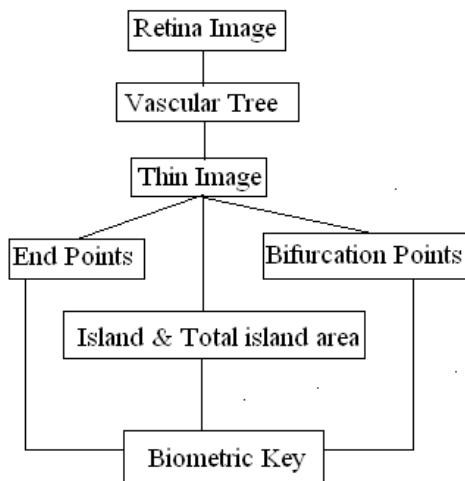 Retina Image
Vascular Tree
Thin Image
End Points
Bifurcation Points
Island & Total island area
Biometric Key